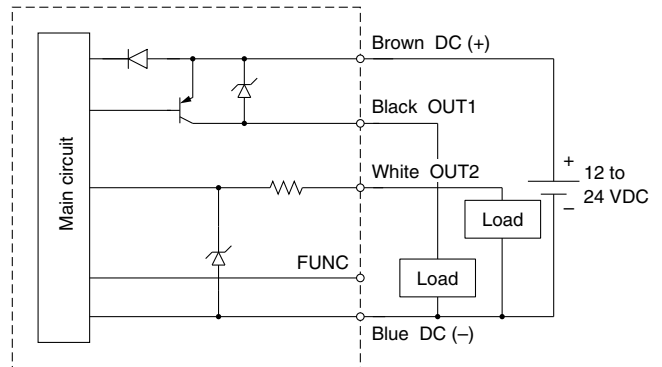 Main circuit
Brown DC (+)
Black OUT1
White OUT2
FUNC
Blue DC (–)
Load
Load
+
12 to
24 VDC
–